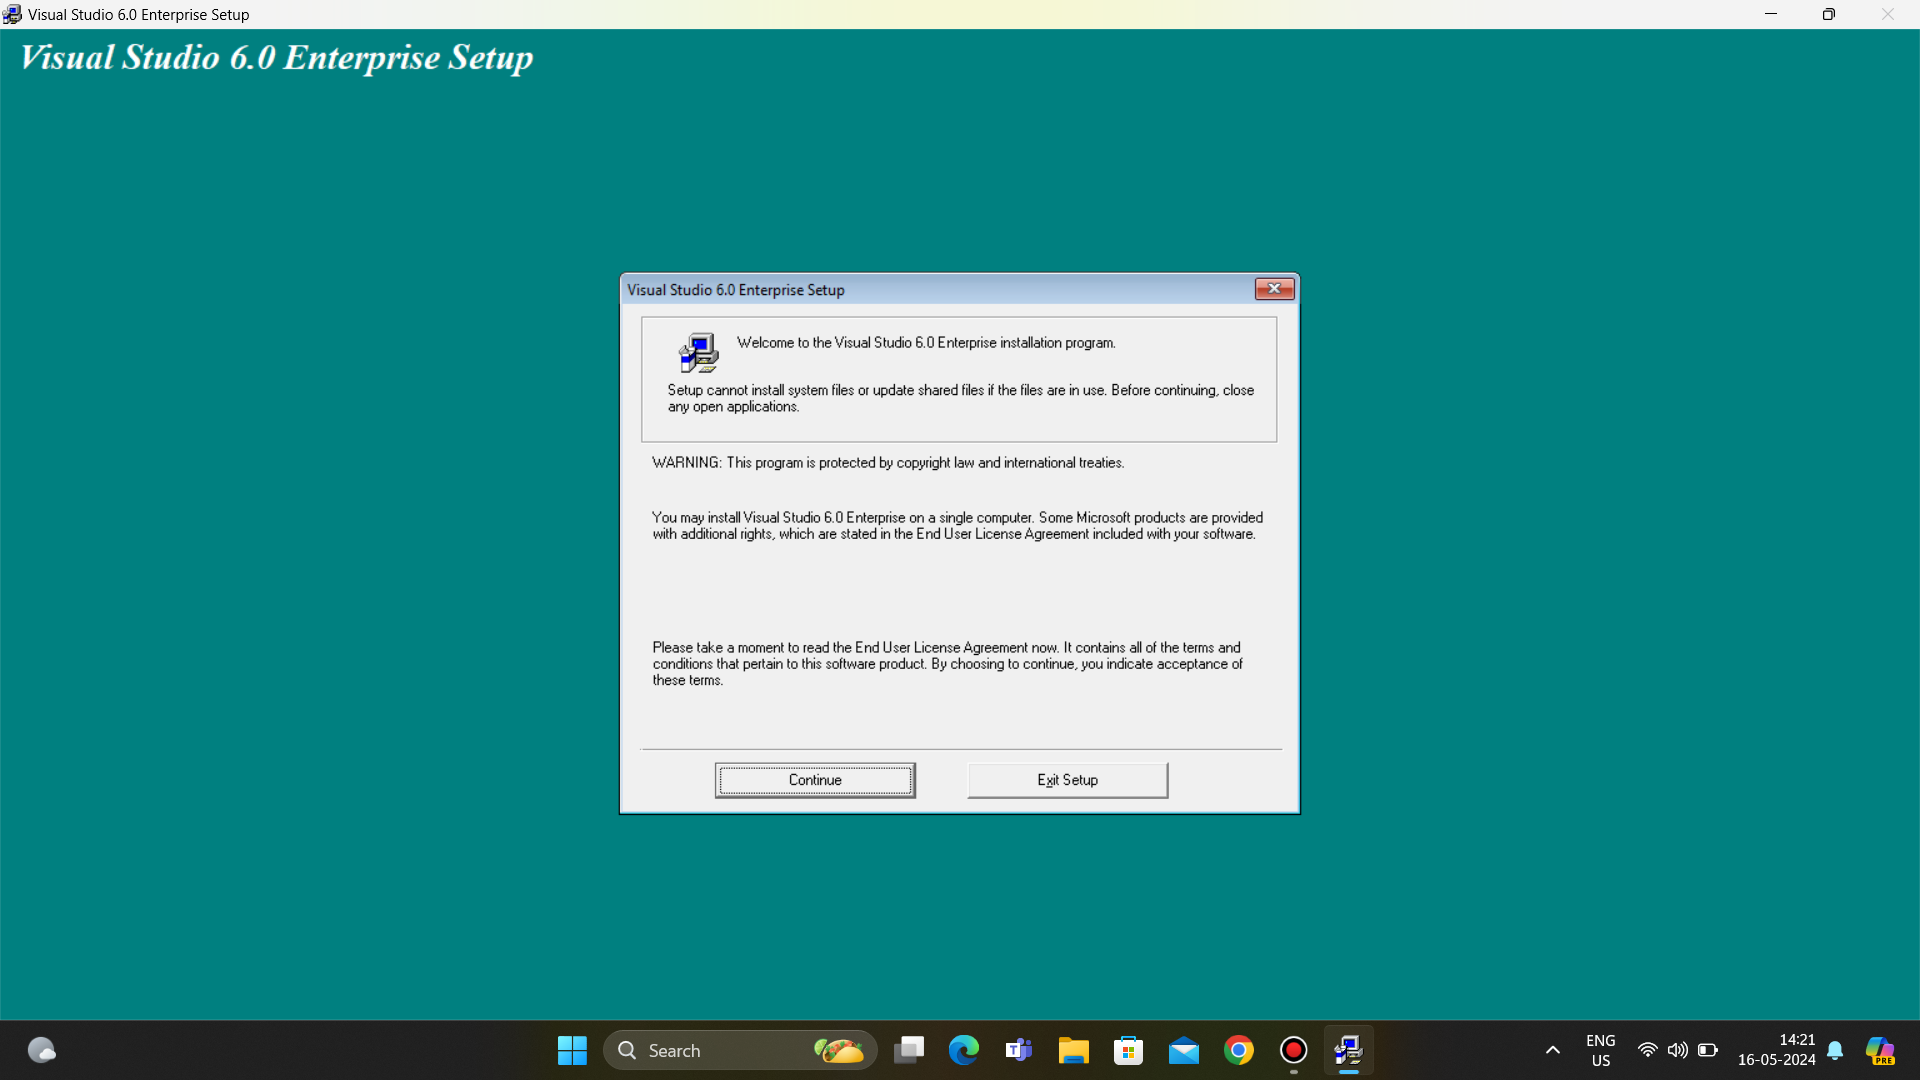 Visual Studio 6.0 Enterprise Setup
Visual Studio 6.0 Enterprise Setup
Visual Studio 6.0 Enterprise Setup
Welcome to the Visual Studio 6.0 Enterprise installation program.
Setup cannot install system files or update shared files if the files are in use. Before continuing, close
any open applications.
WARNING: This program is protected by copyright law and international treaties.
You may install Visual Studio 6.0 Enterprise on a single computer. Some Microsoft products are provided
with additional rights, which are stated in the End User License Agreement included with your software.
Please take a moment to read the End User License Agreement now. It contains all of the terms and
conditions that pertain to this software product. By choosing to continue, you indicate acceptance of
these terms.
Continue
Exit Setup
Search
ENG
US
14:21
16-05-2024
PRE